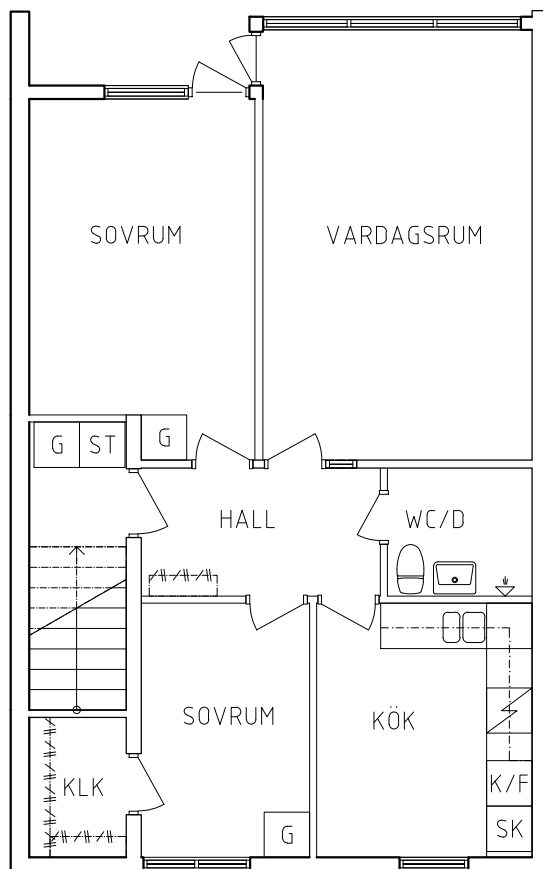 SOVRUM
VARDAGSRUM
G
ST
G
HALL
WC/D
SOVRUM
KÖK
KLK
K/F
G
SK